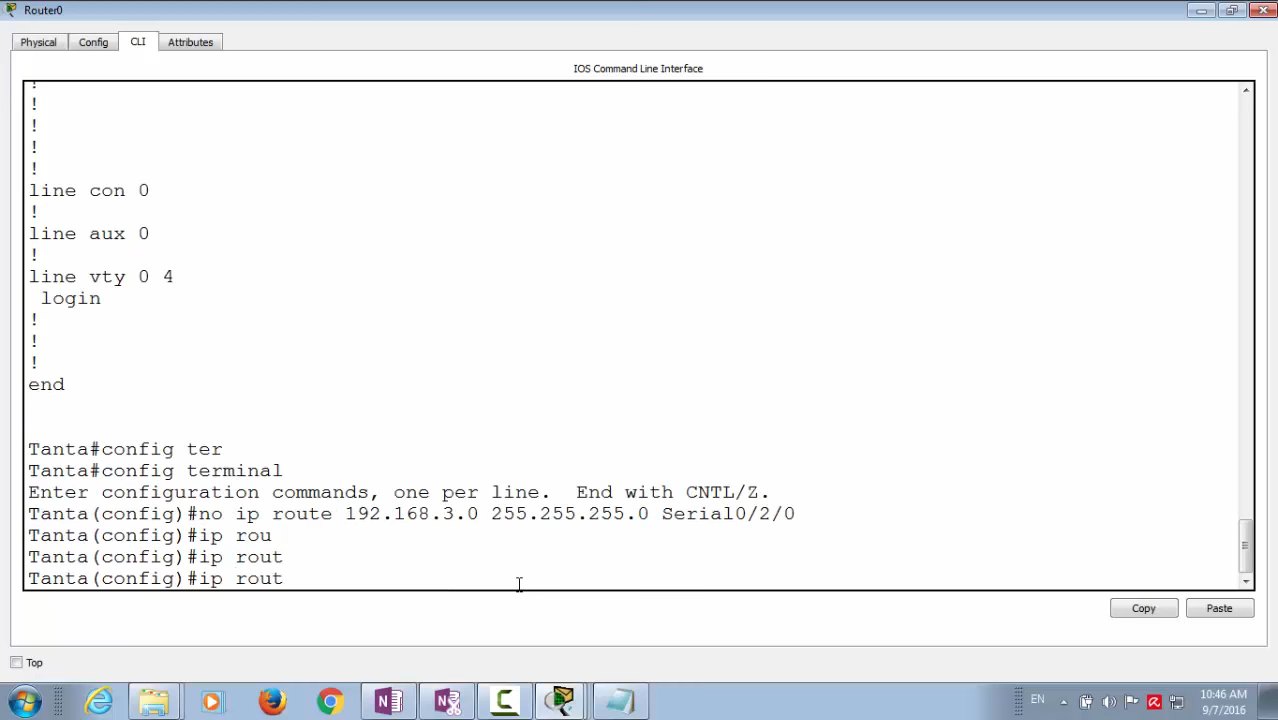 Router0
Physical
Config
CLI
Attributes
IOS Command Line Interface
!
!
!
!
!
line con 0
!
line aux 0
!
line vty 0 4
login
!
!
!
end
Tanta#config ter
Tanta#config terminal
Enter configuration commands, one per line. End with CNTL/Z.
Tanta(config)#no ip route 192.168.3.0 255.255.255.0 Serial0/2/0
Tanta(config)#ip rou
Tanta(config)#ip rout
Tanta(config)#ip rout
Copy
Paste
Top
EN
10:46 AM
9/7/2016